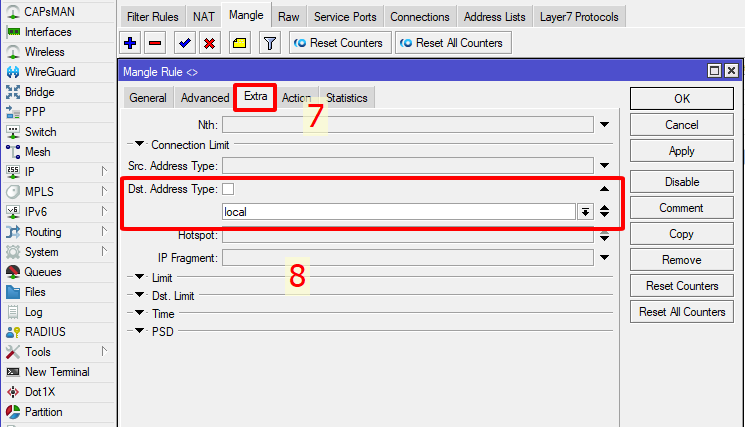 CAPsMAN
Interfaces
Wireless
WireGuard
Bridge
PPP
Switch
Mesh
IP
MPLS
IPv6
Routing
System
Queues
Files
Log
RADIUS
Tools
New Terminal
Dot1X
Partition
Filter Rules NAT Mangle Raw Service Ports Connections Address Lists Layer7 Protocols
Reset Counters Reset All Counters
Mangle Rule <>
General Advanced Extra Action Statistics
7
Nth:
Connection Limit
Src. Address Type:
Dst. Address Type:
local
Hotspot:
IP Fragment:
8
Limit
Dst. Limit
Time
PSD
OK
Cancel
Apply
Disable
Comment
Copy
Remove
Reset Counters
Reset All Counters